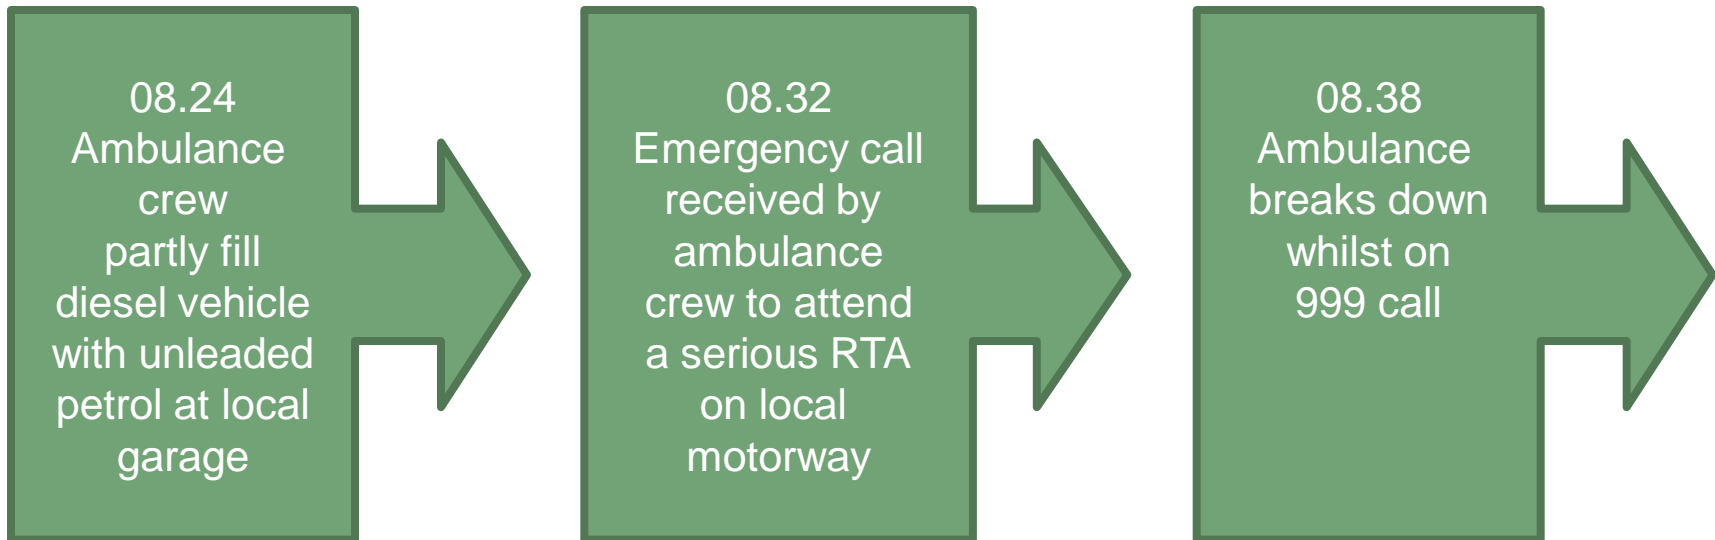 08.24
Ambulance
crew
partly fill
diesel vehicle
with unleaded
petrol at local
garage
08.32
Emergency call
received by
ambulance
crew to attend
a serious RTA
on local
motorway
08.38
Ambulance
breaks down
whilst on
999 call